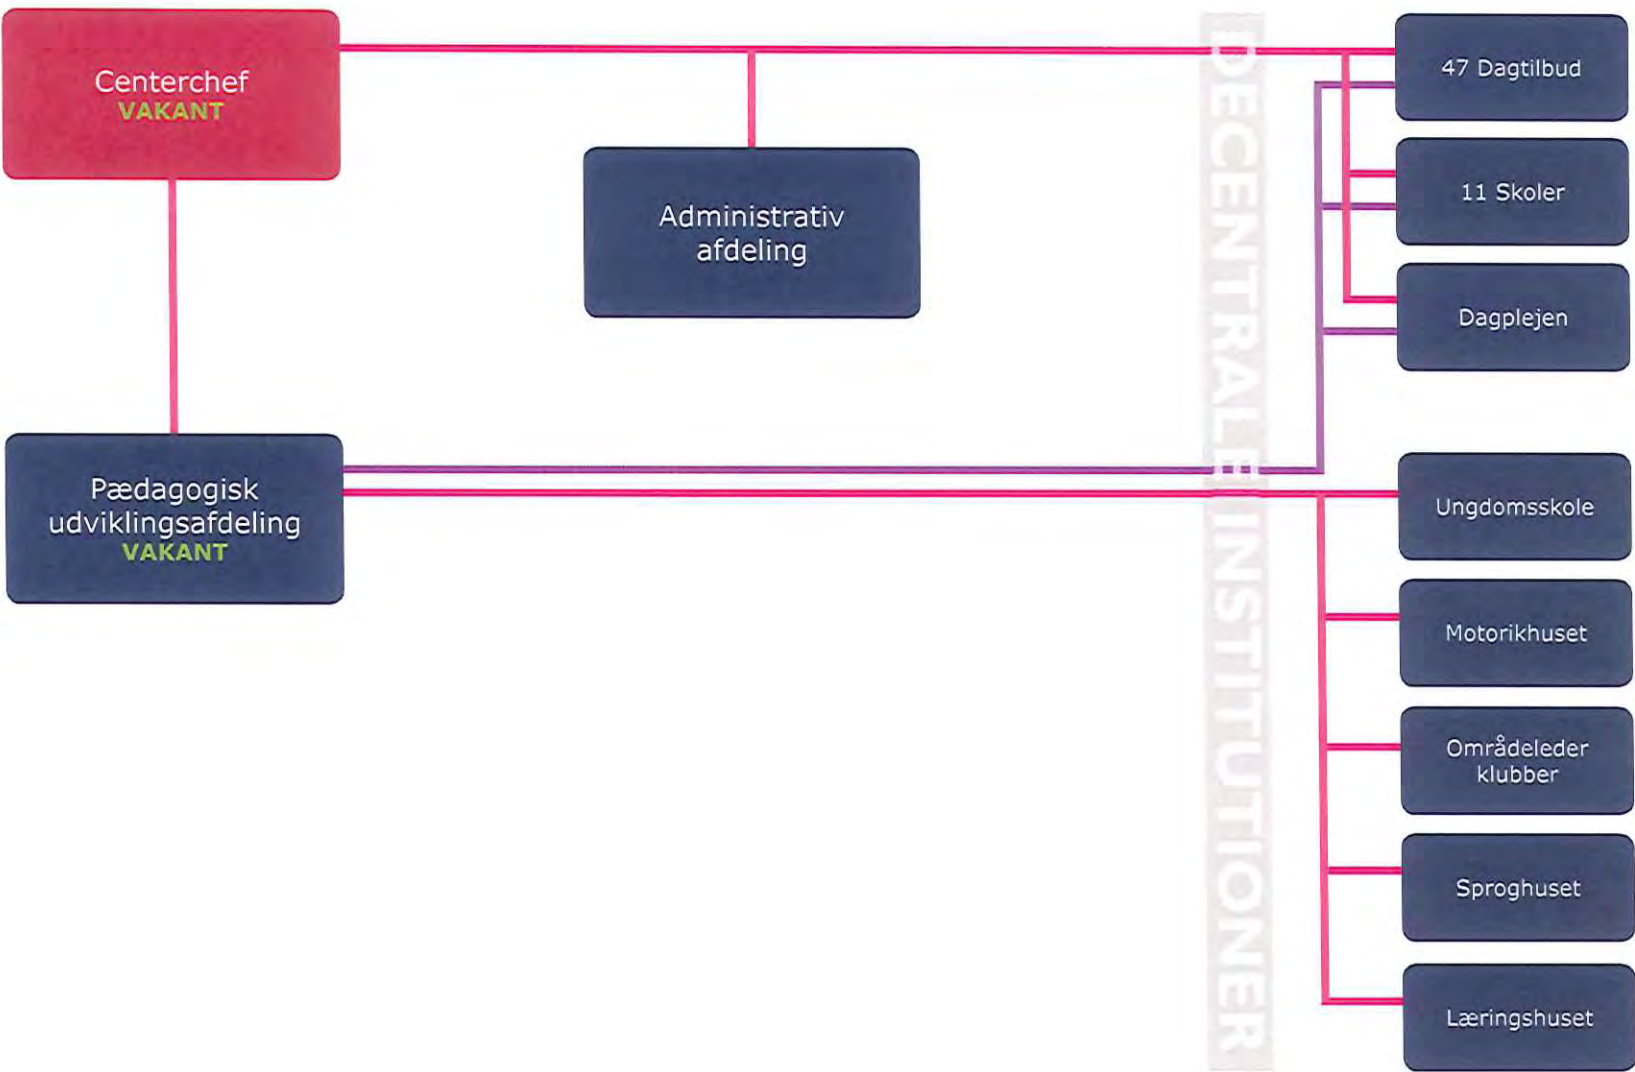 Centerchef
VAKANT
Administrativ
afdeling
Pædagogisk
udviklingsafdeling
VAKANT
DECENTRALE INSTITUTIONER
47 Dagtilbud
11 Skoler
Dagplejen
Ungdomsskole
Motorikhuset
Områdeleder
klubber
Sproghuset
Læringshuset